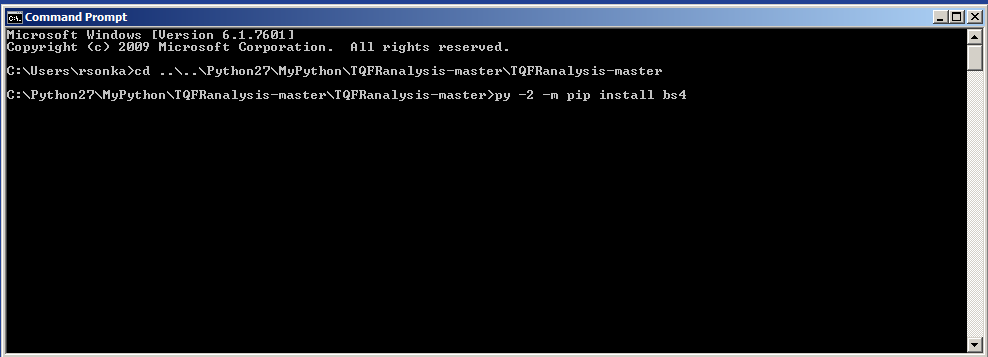 Command Prompt
Microsoft Windows [Version 6.1.7601]
Copyright (c) 2009 Microsoft Corporation.  All rights reserved.
C:\Users\rsonka>cd ..\..\Python27\MyPython\TQFRanalysis-master\TQFRanalysis-master
C:\Python27\MyPython\TQFRanalysis-master\TQFRanalysis-master>py -2 -m pip install bs4